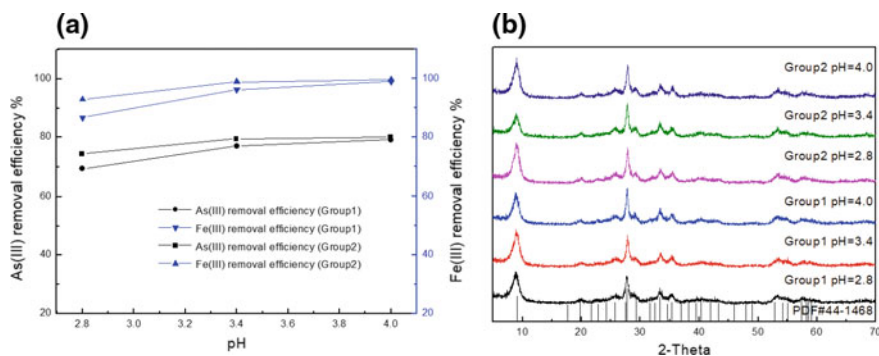 (a)
100
80
60
40
20
100
80
60
40
20
As(III) removal efficiency %
Fe(III) removal efficiency %
As(III) removal efficiency (Group1)
Fe(III) removal efficiency (Group1)
As(III) removal efficiency (Group2)
Fe(III) removal efficiency (Group2)
2.8 3.0 3.2 3.4 3.6 3.8 4.0
pH
(b)
Group2 pH=4.0
Group2 pH=3.4
Group2 pH=2.8
Group1 pH=4.0
Group1 pH=3.4
Group1 pH=2.8
PDF#44-1468
10 20 30 40 50 60 70
2-Theta